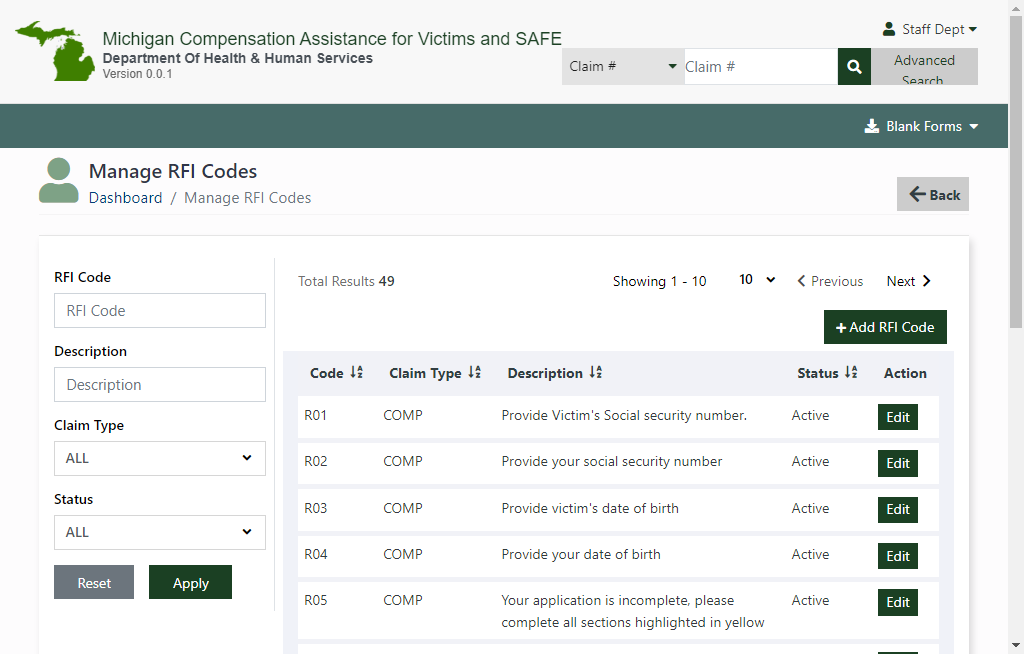 Michigan Compensation Assistance for Victims and SAFE
Department Of Health & Human Services
Version 0.0.1
Staff Dept
Claim #
Claim #
Advanced
Search
Blank Forms
Manage RFI Codes
Dashboard / Manage RFI Codes
Back
RFI Code
RFI Code
Description
Description
Claim Type
ALL
Status
ALL
Reset Apply
Total Results 49 Showing 1 - 10 10 Previous Next
Add RFI Code
Code Claim Type Description Status Action
R01 COMP Provide Victim's Social security number. Active Edit
R02 COMP Provide your social security number Active Edit
R03 COMP Provide victim's date of birth Active Edit
R04 COMP Provide your date of birth Active Edit
R05 COMP Your application is incomplete, please Active Edit
complete all sections highlighted in yellow